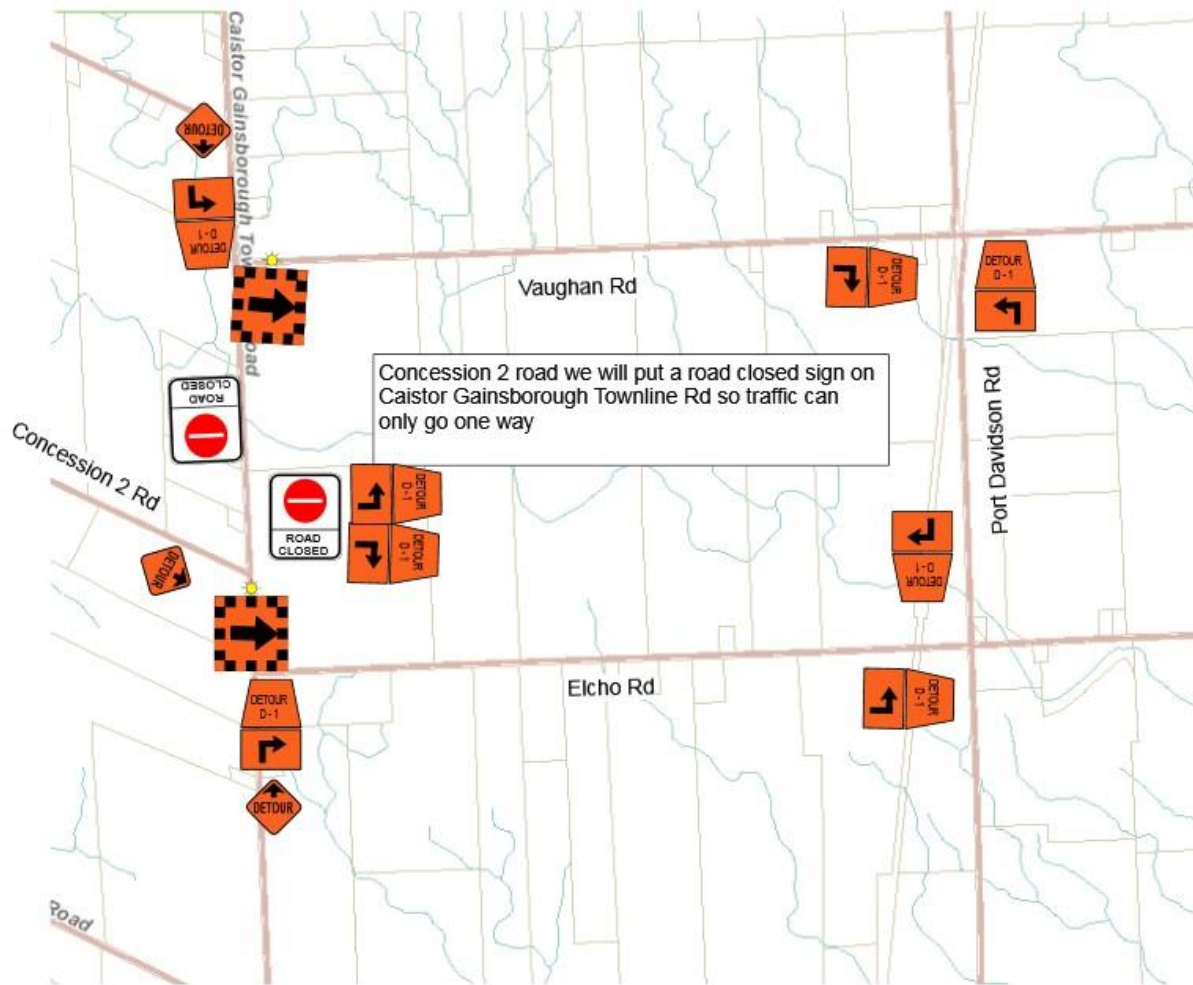 Caistor Gainsborough Townline Road
DETOUR
DETOUR
D-1
Vaughan Rd
DETOUR
D-1
DETOUR
D-1
Concession 2 road we will put a road closed sign on
Caistor Gainsborough Townline Rd so traffic can
only go one way
ROAD
CLOSED
Concession 2 Rd
Port Davidson Rd
DETOUR
D-1
ROAD
CLOSED
DETOUR
D-1
DETOUR
DETOUR
D-1
Elcho Rd
DETOUR
D-1
DETOUR
D-1
DETOUR
Road